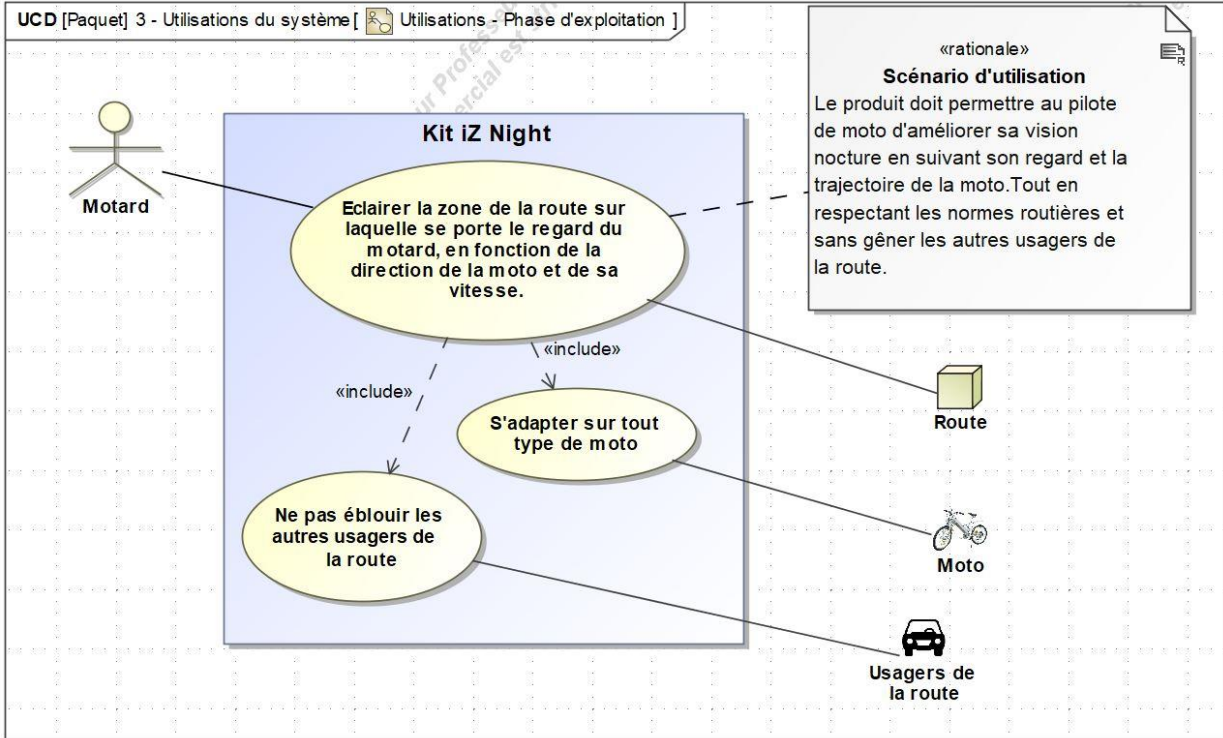 UCD [Paquet] 3 - Utilisations du système [ Utilisations - Phase d'exploitation ]
«rationale»
Scénario d'utilisation
Le produit doit permettre au pilote
de moto d'améliorer sa vision
nocture en suivant son regard et la
trajectoire de la moto.Tout en
respectant les normes routières et
sans gêner les autres usagers de
la route.
Kit iZ Night
Motard
Eclairer la zone de la route sur
laquelle se porte le regard du
motard, en fonction de la
direction de la moto et de sa
vitesse.
«include»
«include»
S'adapter sur tout
type de moto
Route
Ne pas éblouir les
autres usagers de
la route
Moto
Usagers de
la route